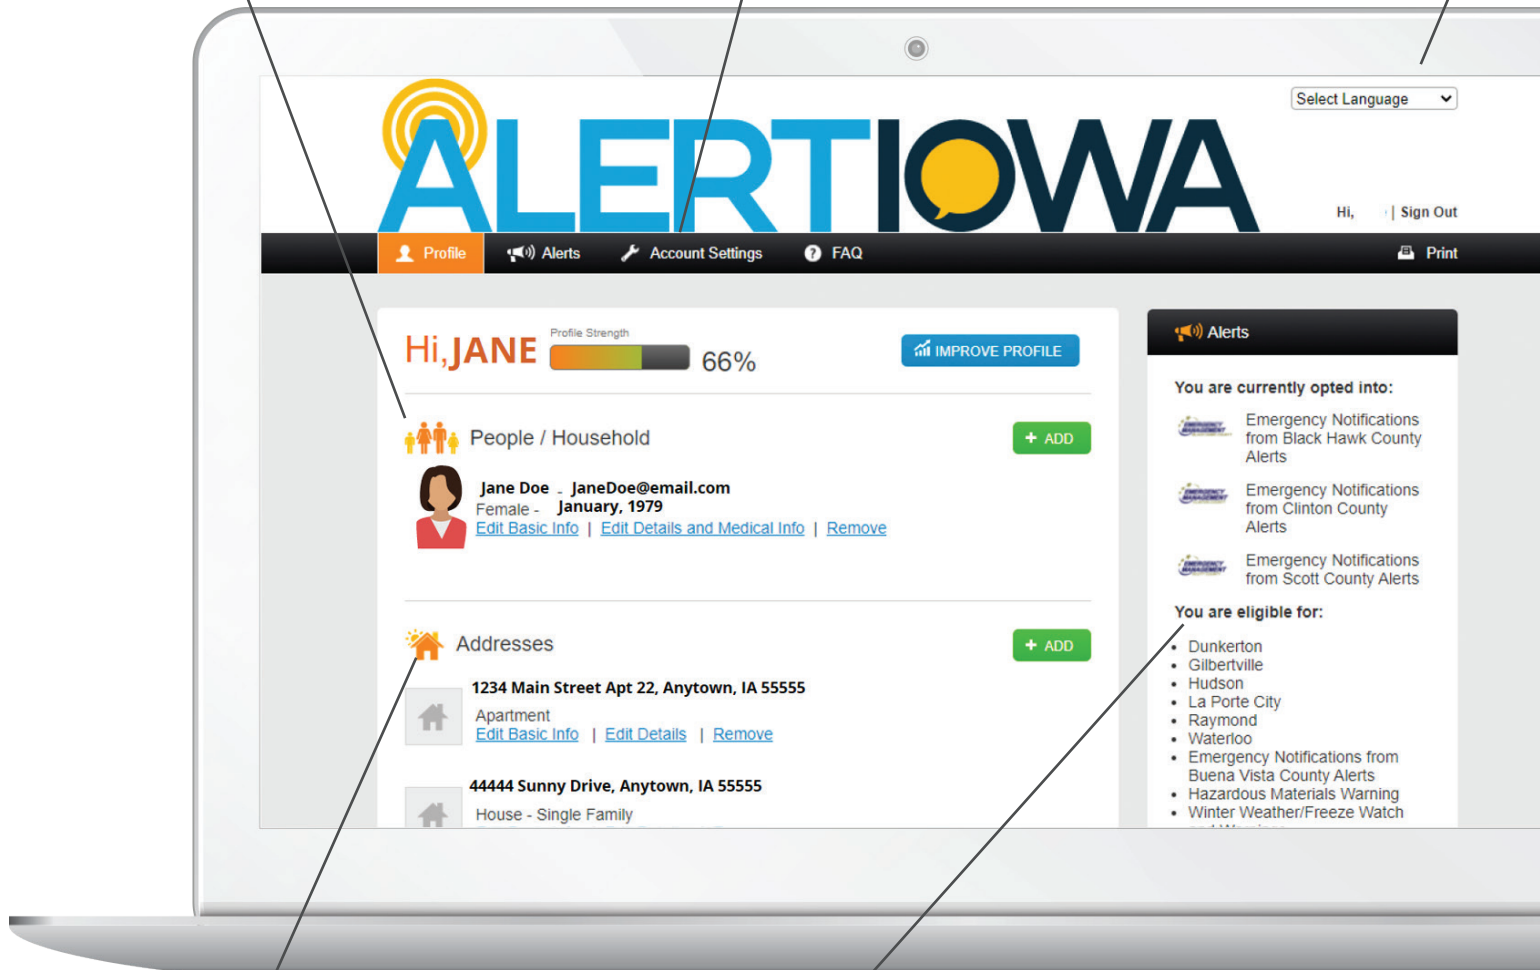 ALERTIOWA
Select Language
Hi, | Sign Out
Profile
Alerts
Account Settings
? FAQ
Print
Hi, JANE
Profile Strength
66%
IMPROVE PROFILE
People / Household
+ ADD
Jane Doe - JaneDoe@email.com
Female - January, 1979
Edit Basic Info | Edit Details and Medical Info | Remove
Addresses
+ ADD
1234 Main Street Apt 22, Anytown, IA 55555
Apartment
Edit Basic Info | Edit Details | Remove
44444 Sunny Drive, Anytown, IA 55555
House - Single Family
Alerts
You are currently opted into:
EMERGENCY
MANAGEMENT
Emergency Notifications
from Black Hawk County
Alerts
EMERGENCY
MANAGEMENT
Emergency Notifications
from Clinton County
Alerts
EMERGENCY
MANAGEMENT
Emergency Notifications
from Scott County Alerts
You are eligible for:
• Dunkerton
• Gilbertville
• Hudson
• La Porte City
• Raymond
• Waterloo
• Emergency Notifications from
Buena Vista County Alerts
• Hazardous Materials Warning
• Winter Weather/Freeze Watch